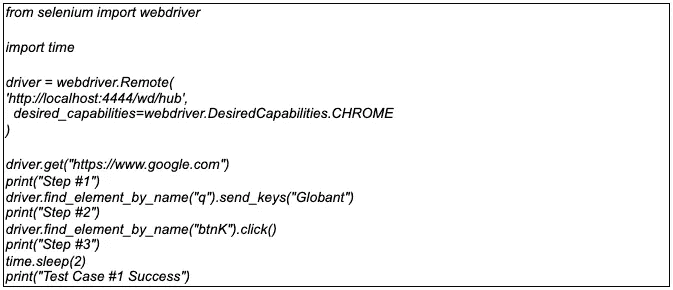 from selenium import webdriver
import time
driver = webdriver.Remote(
'http://localhost:4444/wd/hub',
desired_capabilities=webdriver.DesiredCapabilities.CHROME
)
driver.get("https://www.google.com")
print("Step #1")
driver.find_element_by_name("q").send_keys("Globant")
print("Step #2")
driver.find_element_by_name("btnK").click()
print("Step #3")
time.sleep(2)
print("Test Case #1 Success")